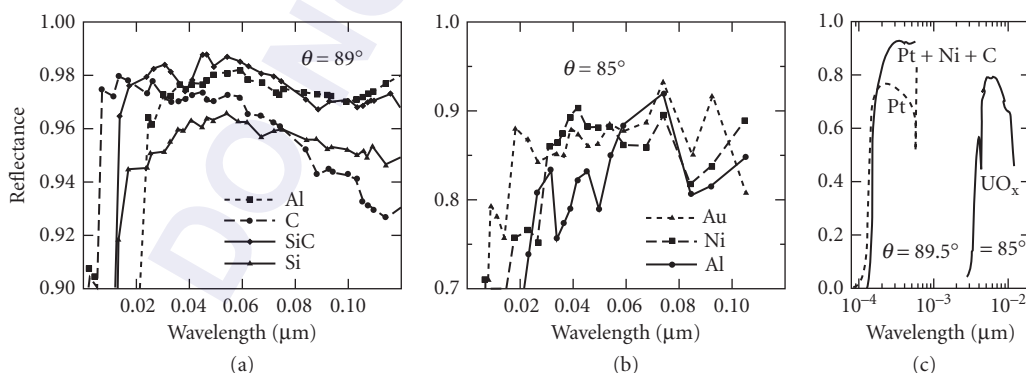 DONO
1.00
0.98
0.96
0.94
0.92
0.90
Reflectance
θ = 89°
Al
C
SiC
Si
0.02 0.04 0.06 0.08 0.10
Wavelength (μm)
(a)
1.00
0.9
0.8
0.7
θ = 85°
Au
Ni
Al
0.02 0.04 0.06 0.08 0.10
Wavelength (μm)
(b)
1.0
0.8
0.6
0.4
0.2
0.0
Pt + Ni + C
Pt
UOₓ
θ = 89.5°
= 85°
10⁻⁴ 10⁻³ 10⁻²
Wavelength (μm)
(c)